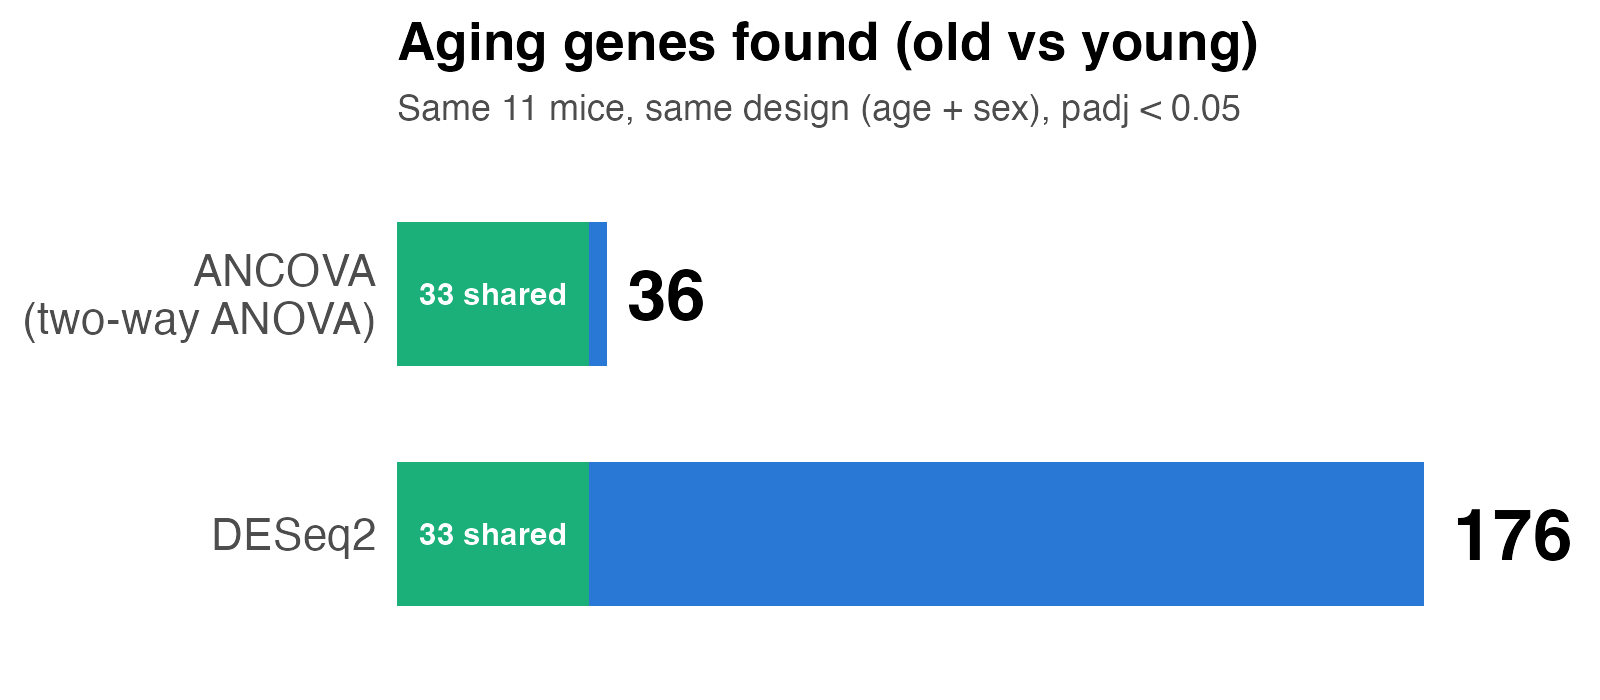 Aging genes found (old vs young)
Same 11 mice, same design (age + sex), padj < 0.05
ANCOVA
(two-way ANOVA)
33 shared
36
DESeq2
33 shared
176